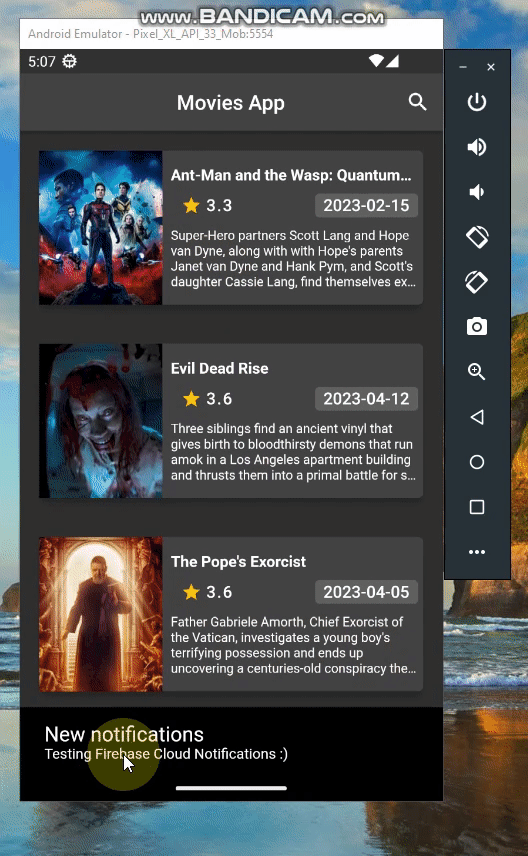 www.BANDICAM.com
Android Emulator - Pixel_XL_API_33_Mob:5554
5:07
Movies App
Ant-Man and the Wasp: Quantum...
3.3
2023-02-15
Super-Hero partners Scott Lang and Hope
van Dyne, along with with Hope's parents
Janet van Dyne and Hank Pym, and Scott's
daughter Cassie Lang, find themselves ex...
Evil Dead Rise
3.6
2023-04-12
Three siblings find an ancient vinyl that
gives birth to bloodthirsty demons that run
amok in a Los Angeles apartment building
and thrusts them into a primal battle for s...
The Pope's Exorcist
3.6
2023-04-05
Father Gabriele Amorth, Chief Exorcist of
the Vatican, investigates a young boy's
terrifying possession and ends up
uncovering a centuries-old conspiracy the...
New notifications
Testing Firebase Cloud Notifications :)